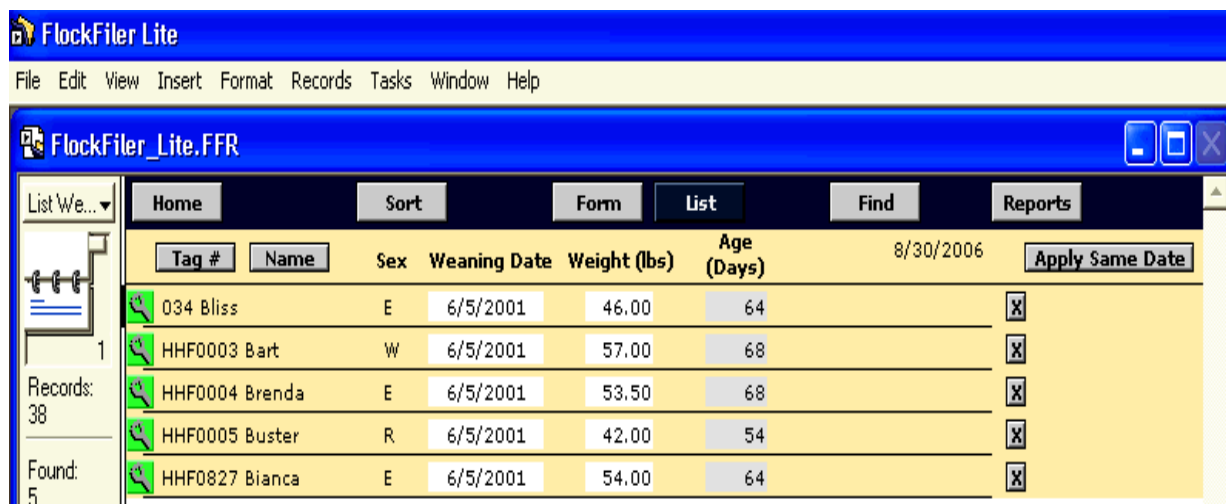 FlockFiler Lite
File Edit View Insert Format Records Tasks Window Help
FlockFiler_Lite.FFR
List We...
Home Sort Form List Find Reports
Tag # Name Sex Weaning Date Weight (lbs) Age (Days) 8/30/2006 Apply Same Date
034 Bliss E 6/5/2001 46.00 64 X
HHF0003 Bart W 6/5/2001 57.00 68 X
HHF0004 Brenda E 6/5/2001 53.50 68 X
HHF0005 Buster R 6/5/2001 42.00 54 X
HHF0827 Bianca E 6/5/2001 54.00 64 X
1
Records:
38
Found:
5